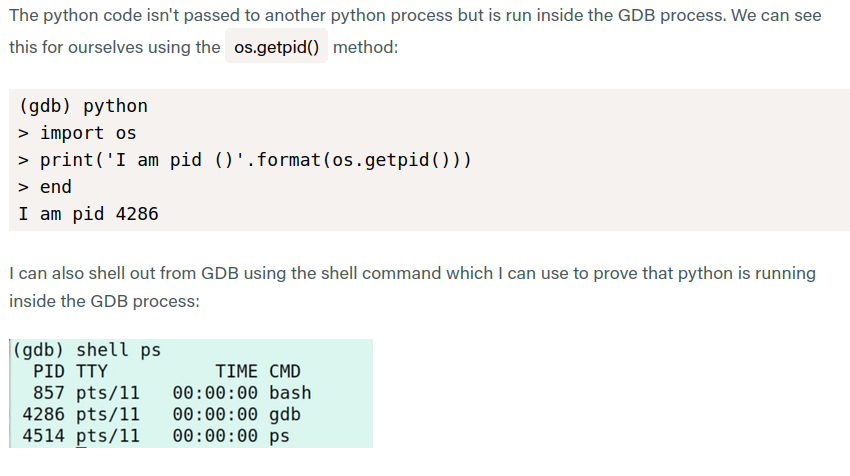 The python code isn't passed to another python process but is run inside the GDB process. We can see
this for ourselves using the os.getpid() method:
(gdb) python
> import os
> print('I am pid ()'.format(os.getpid()))
> end
I am pid 4286
I can also shell out from GDB using the shell command which I can use to prove that python is running
inside the GDB process:
(gdb) shell ps
  PID TTY          TIME CMD
  857 pts/11   00:00:00 bash
 4286 pts/11   00:00:00 gdb
 4514 pts/11   00:00:00 ps